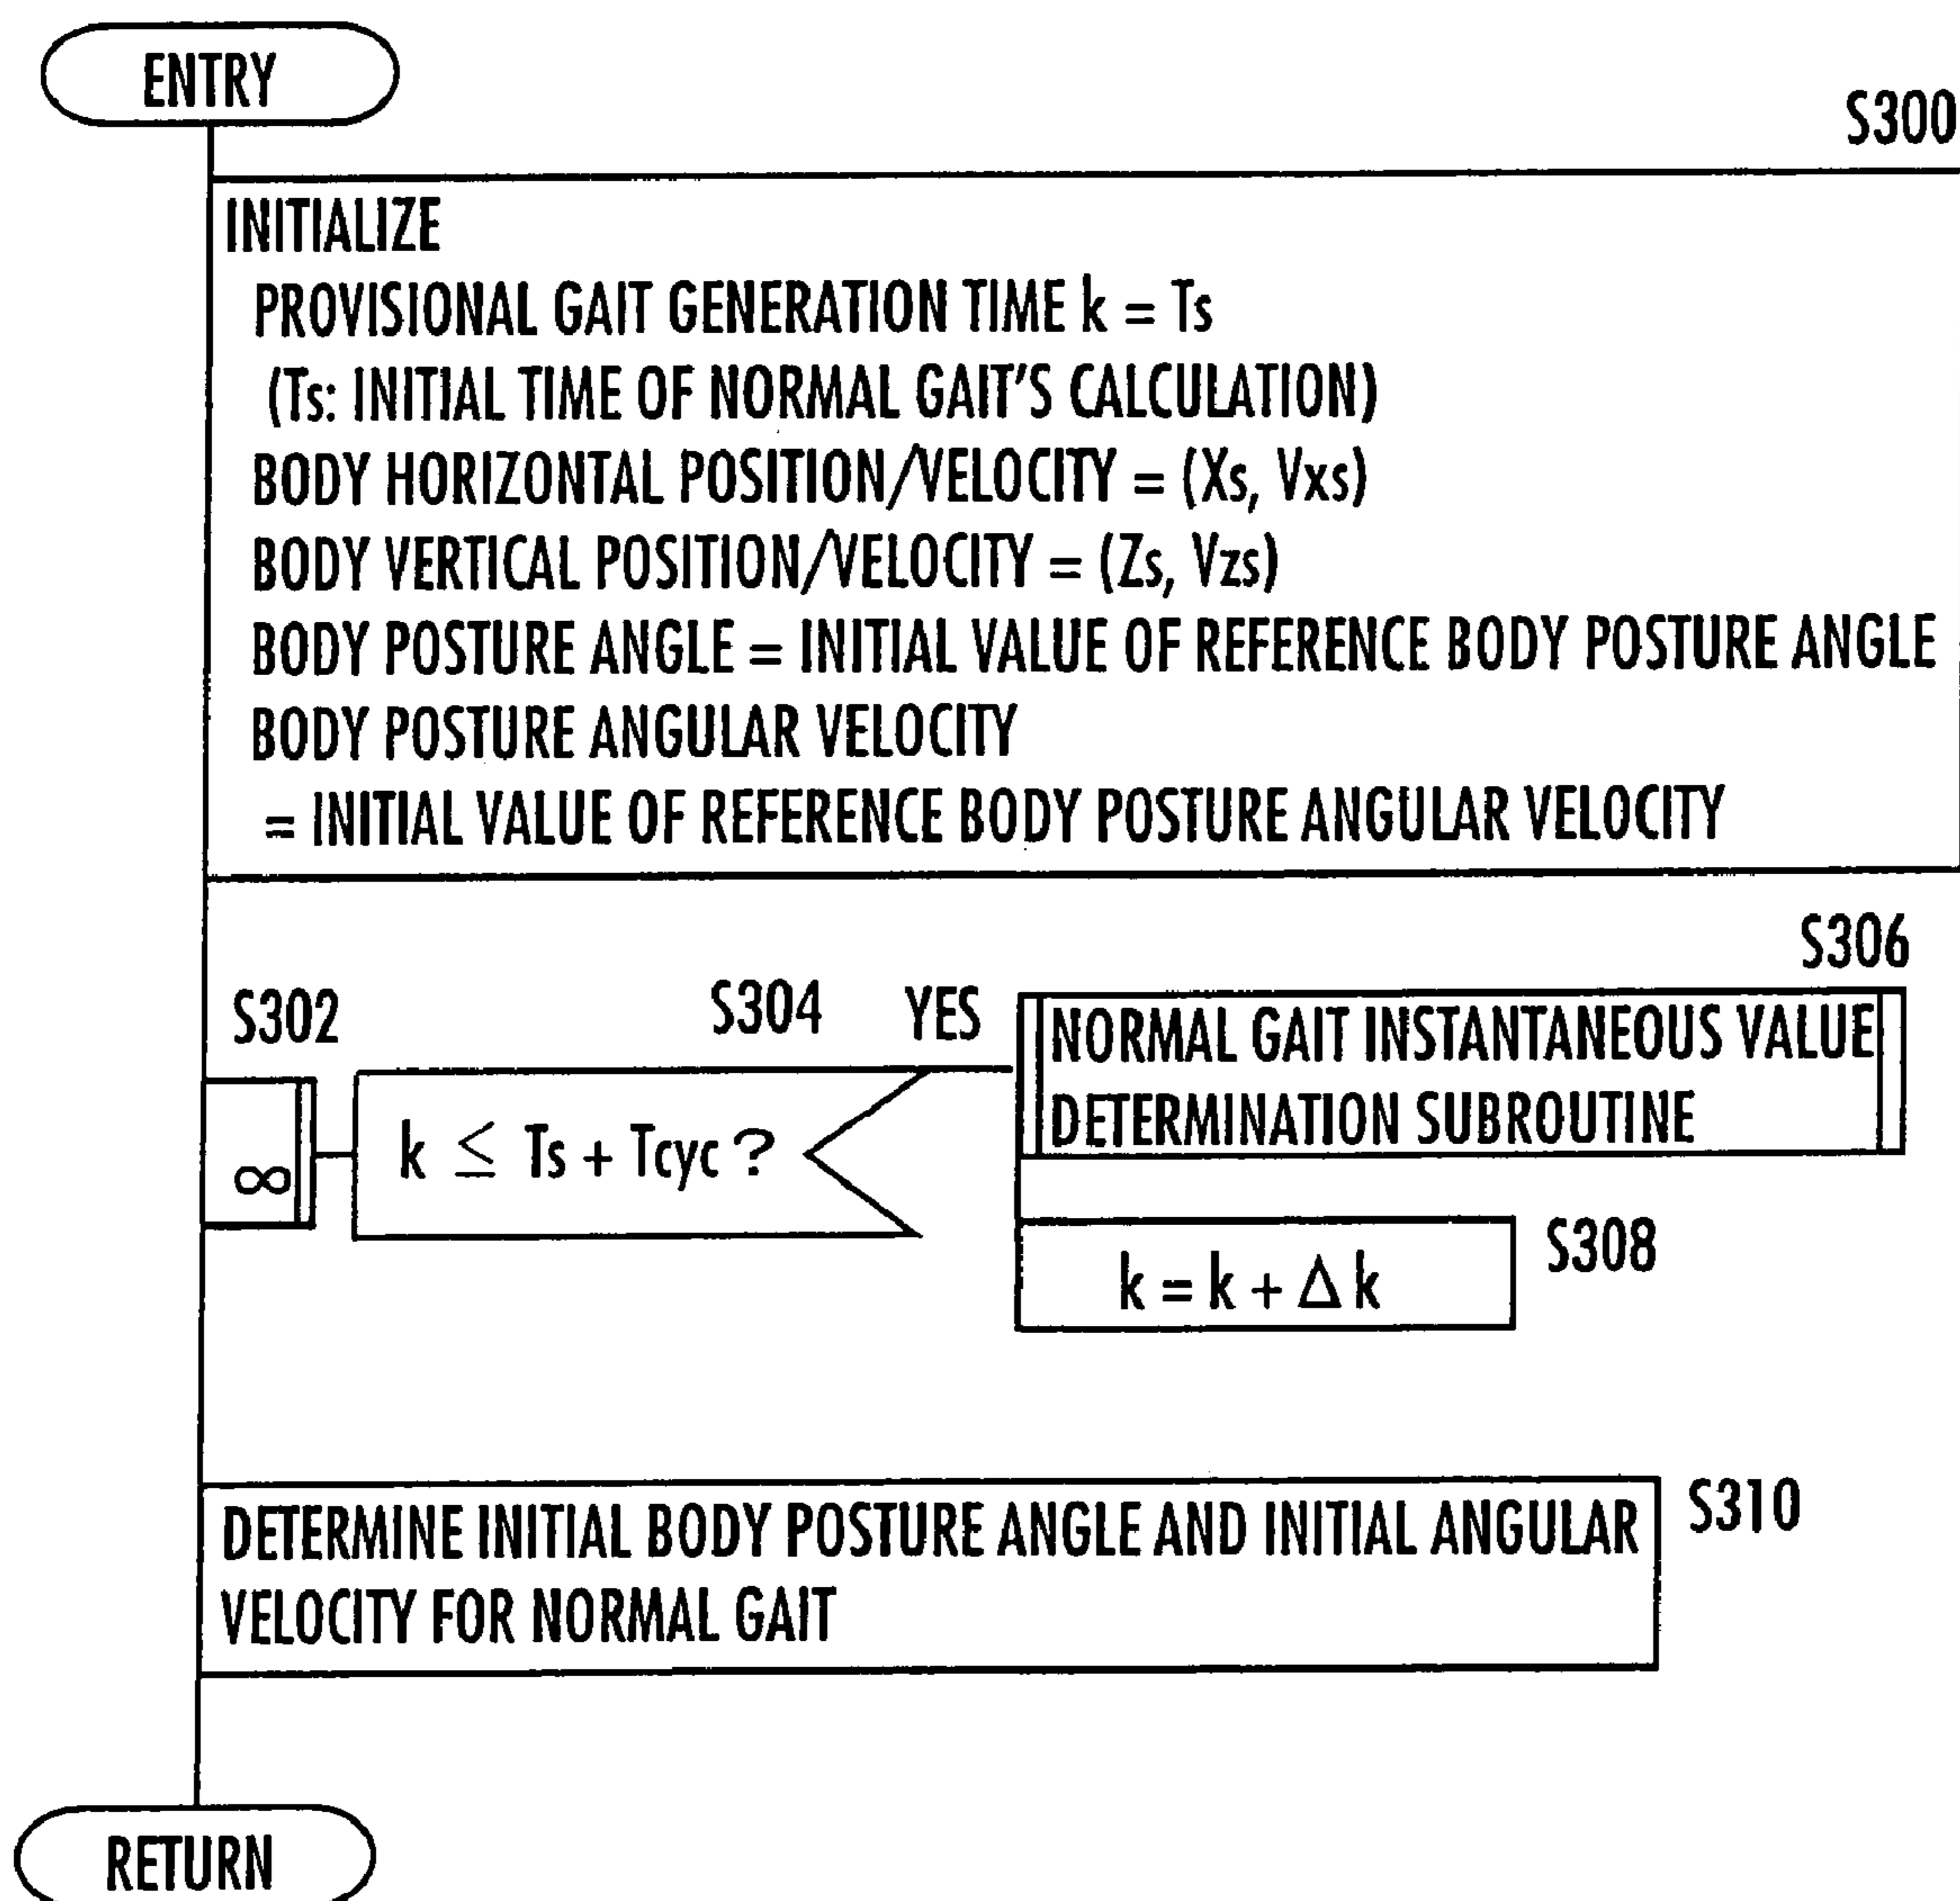 ENTRY
S300
INITIALIZE
PROVISIONAL GAIT GENERATION TIME k = Ts
(Ts: INITIAL TIME OF NORMAL GAIT'S CALCULATION)
BODY HORIZONTAL POSITION/VELOCITY = (Xs, Vxs)
BODY VERTICAL POSITION/VELOCITY = (Zs, Vzs)
BODY POSTURE ANGLE = INITIAL VALUE OF REFERENCE BODY POSTURE ANGLE
BODY POSTURE ANGULAR VELOCITY
= INITIAL VALUE OF REFERENCE BODY POSTURE ANGULAR VELOCITY
S302
∞
S304
k ≤ Ts + Tcyc ?
YES
S306
NORMAL GAIT INSTANTANEOUS VALUE
DETERMINATION SUBROUTINE
k = k + Δk
S308
DETERMINE INITIAL BODY POSTURE ANGLE AND INITIAL ANGULAR
VELOCITY FOR NORMAL GAIT
S310
RETURN